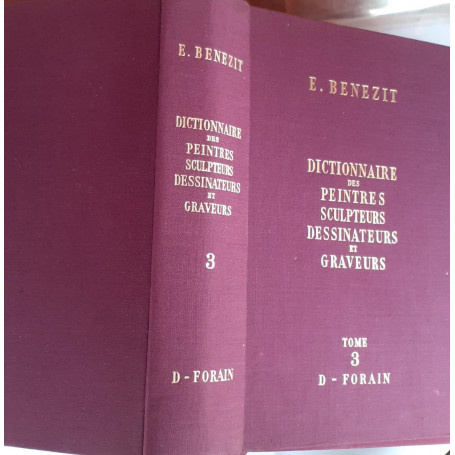 E. BENEZIT
DICTIONNAIRE
DES
PEINTRES
SCULPTEURS
DESSINATEURS
ET
GRAVEURS
3
D - FORAIN
E. BENEZIT
DICTIONNAIRE
DES
PEINTRES
SCULPTEURS
DESSINATEURS
ET
GRAVEURS
TOME
3
D - FORAIN